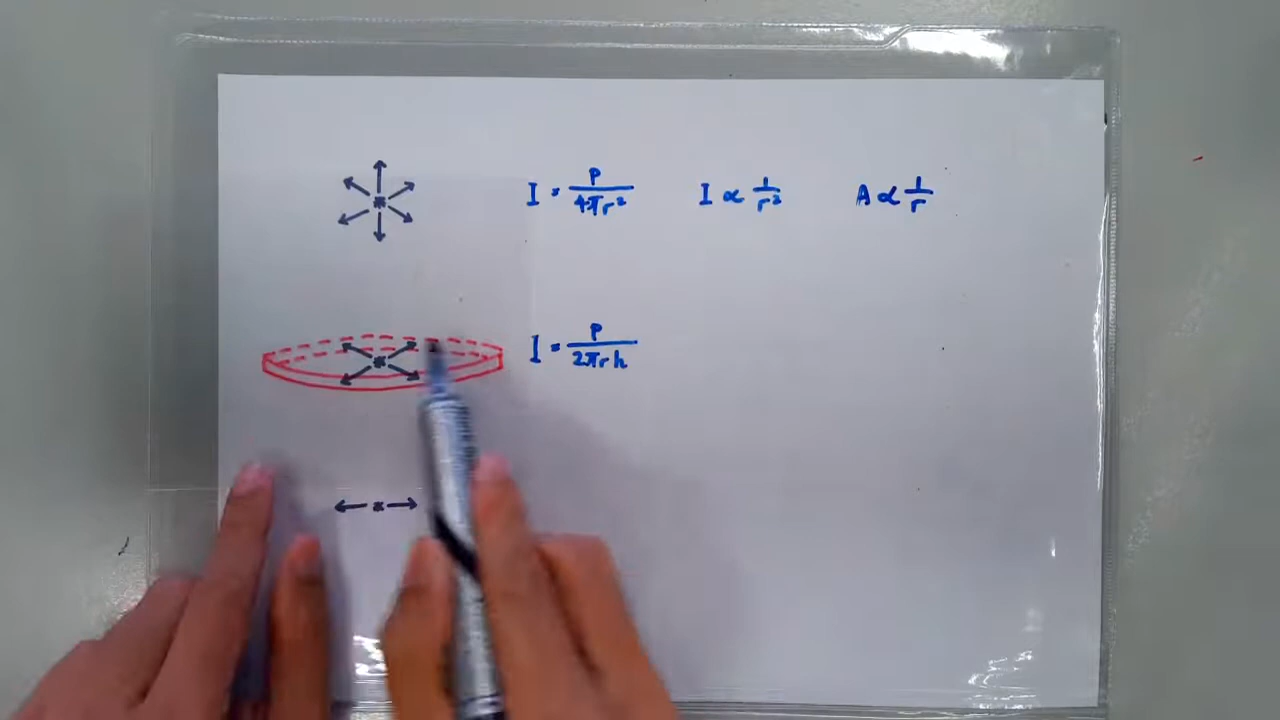 I = P / 4πr² I ∝ 1 / r² A ∝ 1 / r
I = P / 2πrh